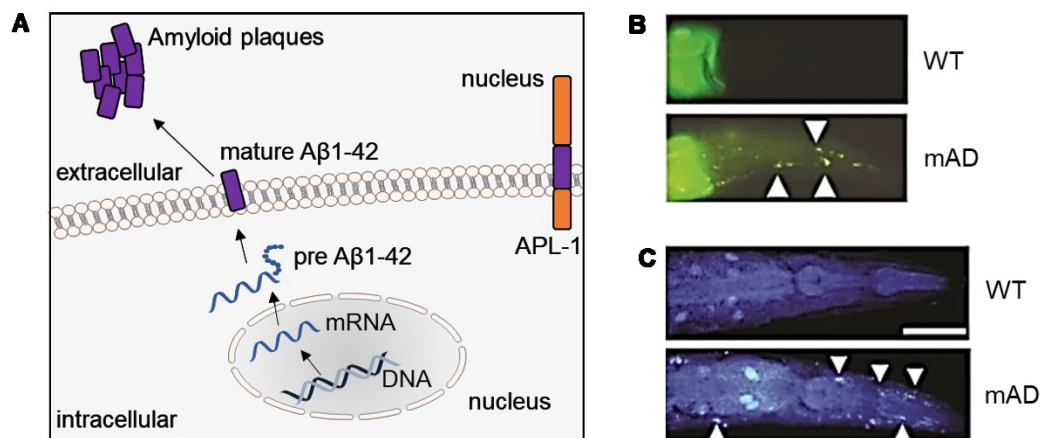 A
Amyloid plaques
nucleus
mature Aβ1-42
extracellular
APL-1
pre Aβ1-42
mRNA
DNA
nucleus
intracellular
B
WT
mAD
C
WT
mAD